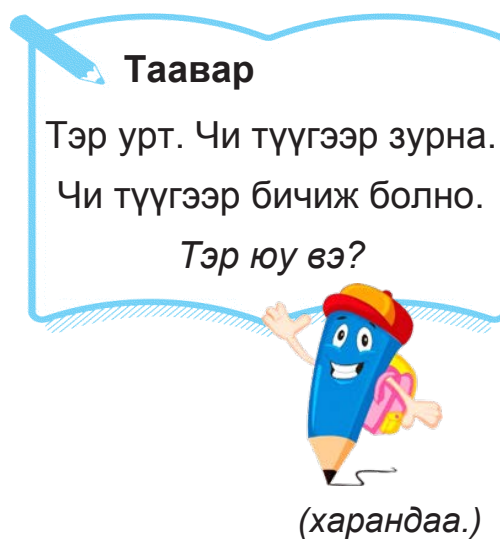 Таавар
Тэр урт. Чи түүгээр зурна.
Чи түүгээр бичиж болно.
Тэр юу вэ?
(харандаа.)